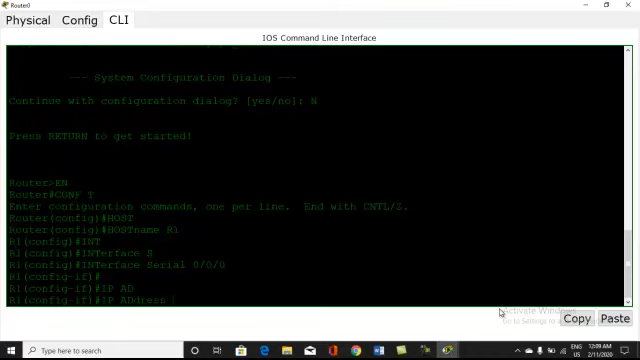 Router0
Physical Config CLI
IOS Command Line Interface
--- System Configuration Dialog ---
Continue with configuration dialog? [yes/no]: N
Press RETURN to get started!
Router>EN
Router#CONF T
Enter configuration commands, one per line. End with CNTL/Z.
Router(config)#HOST
Router(config)#HOSTname R1
R1(config)#INT
R1(config)#INTerface S
R1(config)#INTerface Serial 0/0/0
R1(config-if)#
R1(config-if)#IP AD
R1(config-if)#IP ADdress
Activate Windows
Go to Settings to
Copy Paste
Type here to search
ENG
US
12:09 AM
2/11/2020